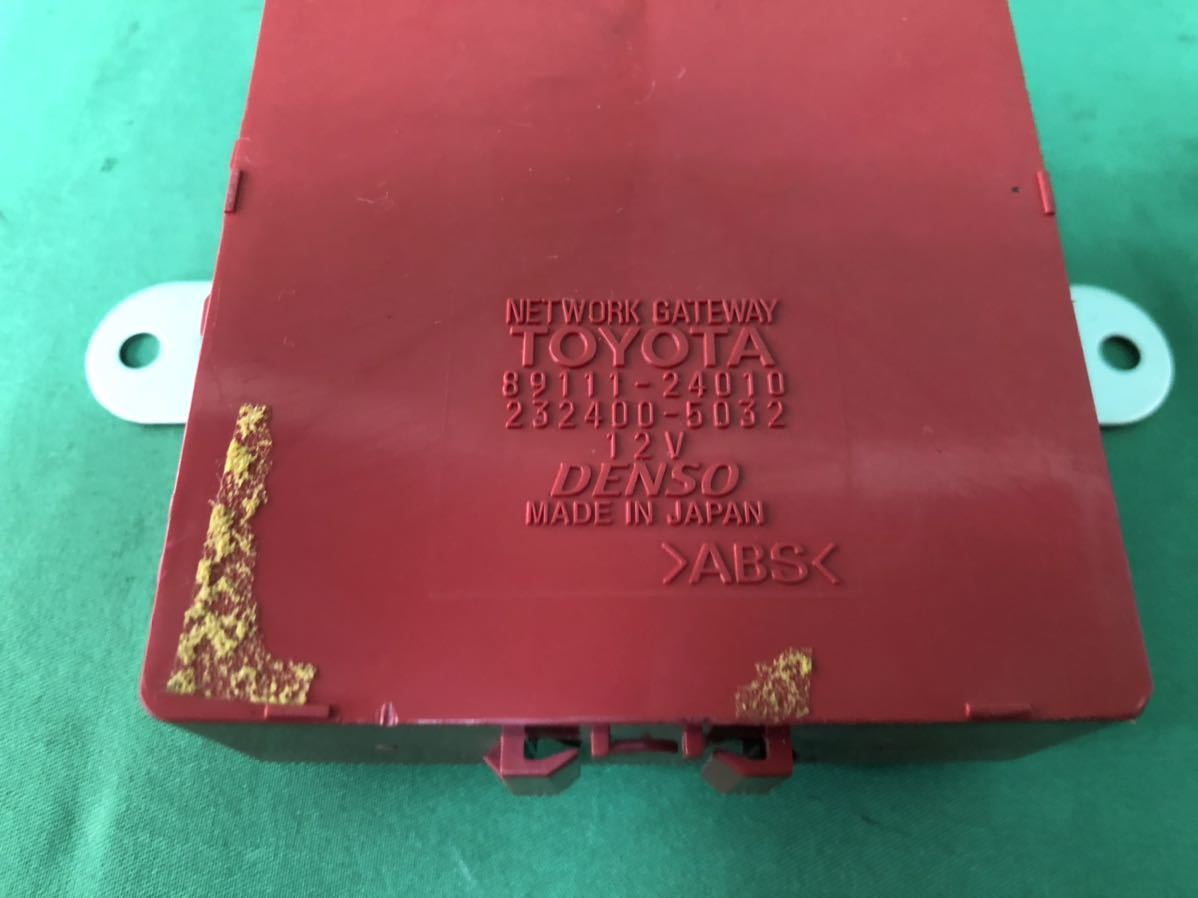 NETWORK GATEWAY
TOYOTA
89111-24010
232400-5032
12V
DENSO
MADE IN JAPAN
>ABS<